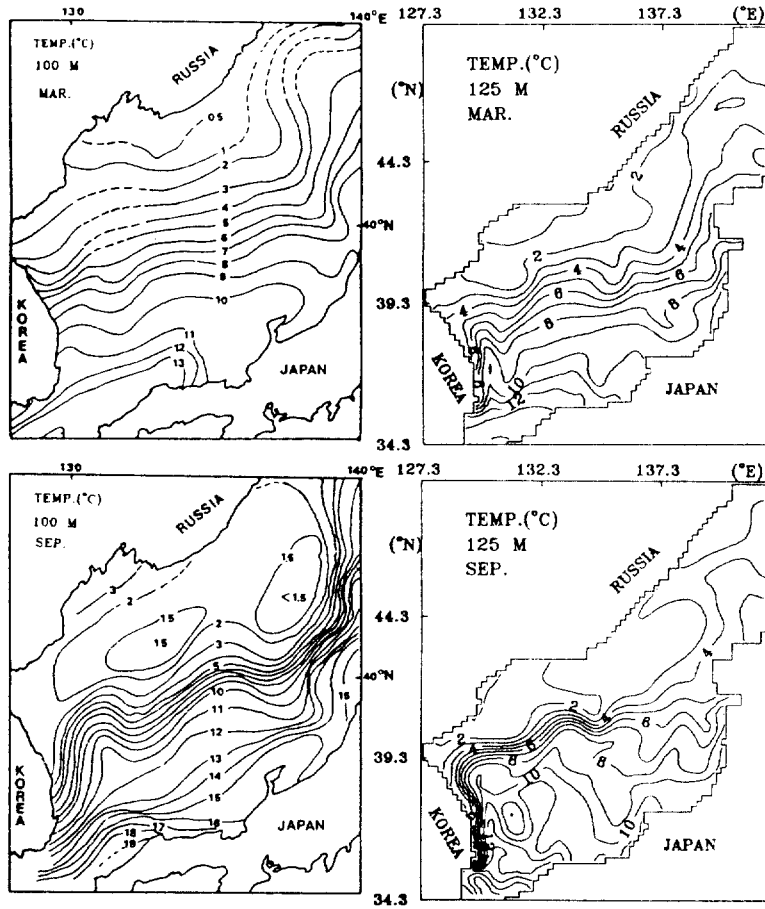 130
140°E
TEMP.(°C)
100 M
MAR.
RUSSIA
0.5
1
2
3
4
5
6
7
8
9
10
11
12
13
40°N
KOREA
JAPAN
127.3
132.3
137.3
(°E)
(°N)
TEMP.(°C)
125 M
MAR.
RUSSIA
44.3
2
2
4
4
6
4
6
39.3
4
8
8
KOREA
10
12
JAPAN
34.3
130
140°E
TEMP.(°C)
100 M
SEP.
RUSSIA
3
2
1.5
<1.5
15
15
2
3
5
10
11
12
13
14
15
16
17
18
19
15
40°N
KOREA
JAPAN
127.3
132.3
137.3
(°E)
(°N)
TEMP.(°C)
125 M
SEP.
RUSSIA
44.3
4
2
4
6
39.3
2
4
6
8
8
10
10
KOREA
JAPAN
34.3